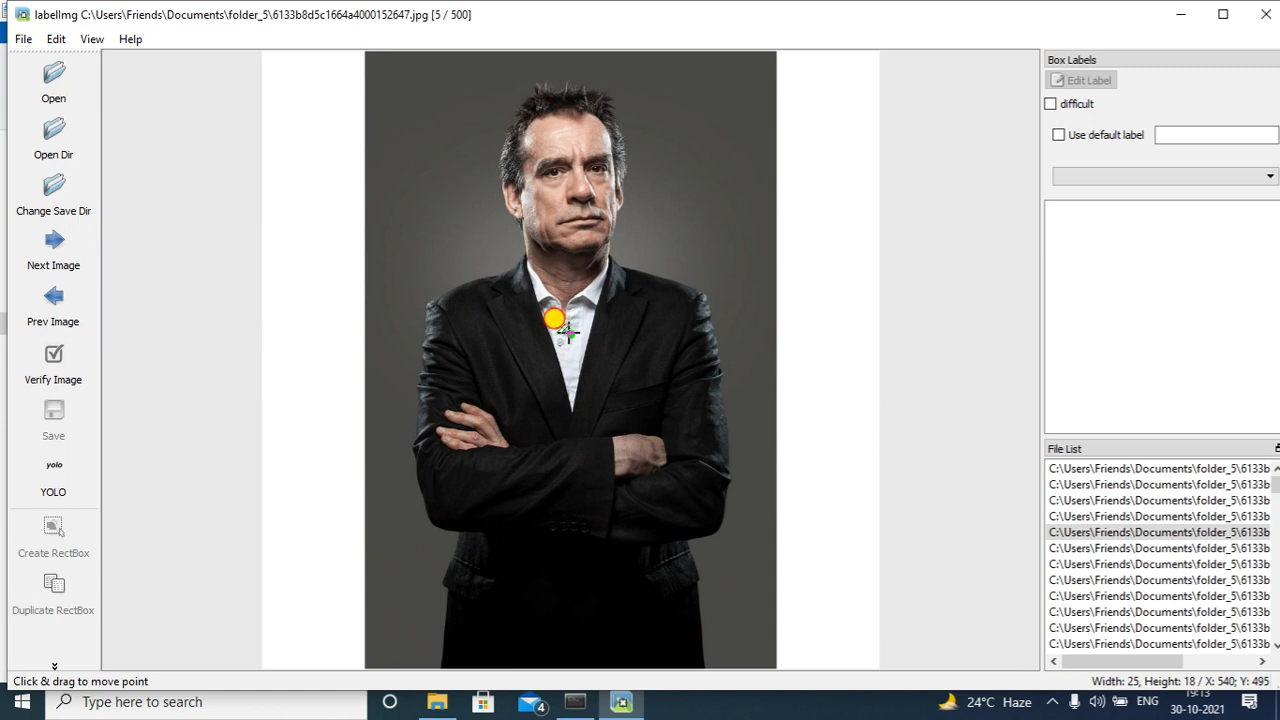 labelImg C:\Users\Friends\Documents\folder_5\6133b8d5c1664a4000152647.jpg [5 / 500]
File Edit View Help
Open
Open Dir
Change Save Dir
Next Image
Prev Image
Verify Image
Save
yolo
YOLO
Create RectBox
Duplicate RectBox
Box Labels
Edit Label
difficult
Use default label
File List
C:\Users\Friends\Documents\folder_5\6133b
C:\Users\Friends\Documents\folder_5\6133b
C:\Users\Friends\Documents\folder_5\6133b
C:\Users\Friends\Documents\folder_5\6133b
C:\Users\Friends\Documents\folder_5\6133b
C:\Users\Friends\Documents\folder_5\6133b
C:\Users\Friends\Documents\folder_5\6133b
C:\Users\Friends\Documents\folder_5\6133b
C:\Users\Friends\Documents\folder_5\6133b
C:\Users\Friends\Documents\folder_5\6133b
C:\Users\Friends\Documents\folder_5\6133b
C:\Users\Friends\Documents\folder_5\6133b
Click & drag to move point
Width: 25, Height: 18 / X: 540; Y: 495
Type here to search
4
24°C Haze
ENG
19:13
30-10-2021